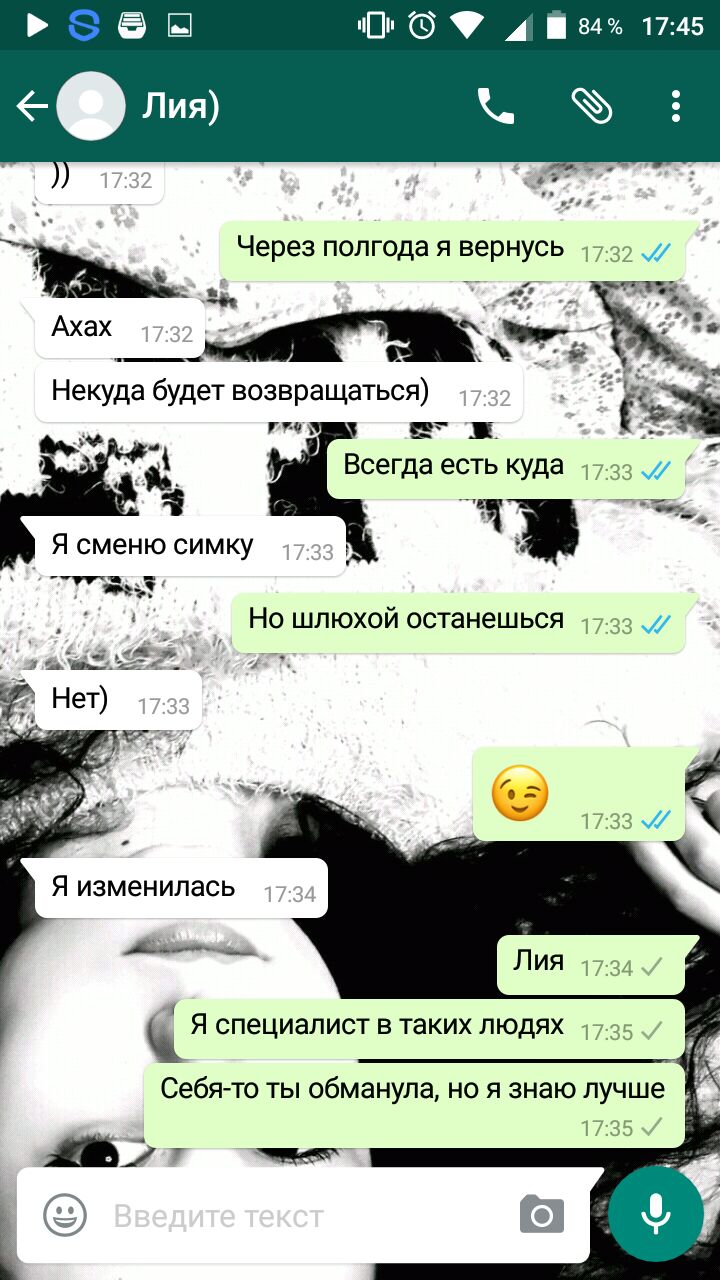 84 % 17:45
Лия)
)) 17:32
Через полгода я вернусь 17:32
Ахах 17:32
Некуда будет возвращаться) 17:32
Всегда есть куда 17:33
Я сменю симку 17:33
Но шлюхой останешься 17:33
Нет) 17:33
😉 17:33
Я изменилась 17:34
Лия 17:34
Я специалист в таких людях 17:35
Себя-то ты обманула, но я знаю лучше
17:35
Введите текст